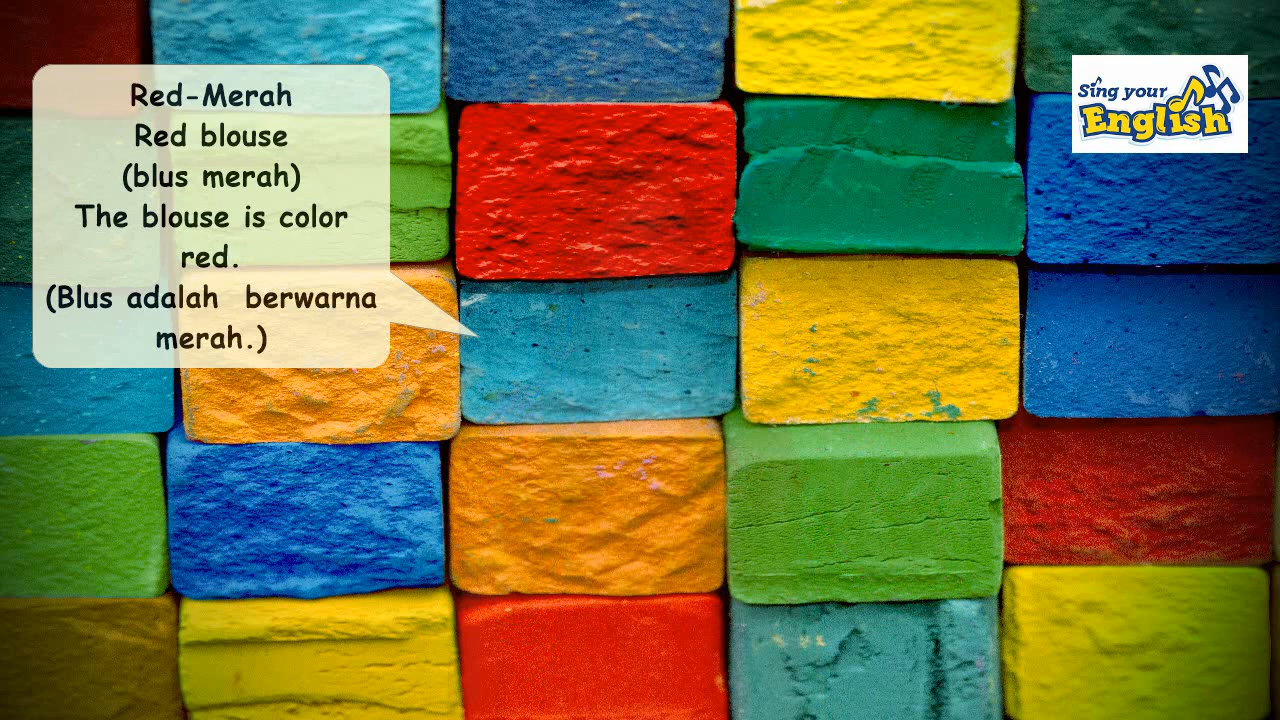 Red-Merah
Red blouse
(blus merah)
The blouse is color
red.
(Blus adalah  berwarna
merah.)
Sing your
English